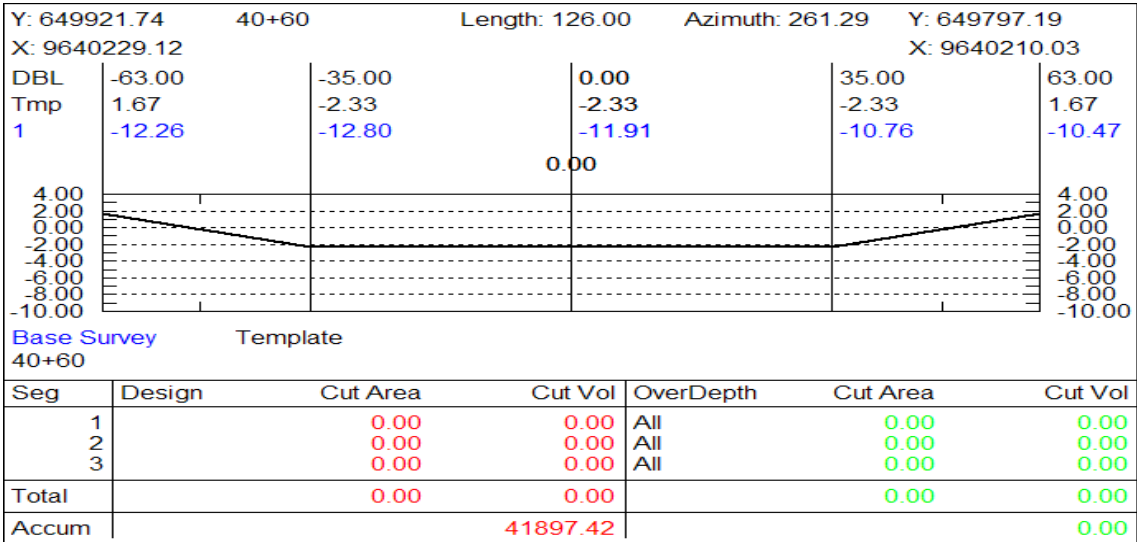 Y: 649921.74 40+60 Length: 126.00 Azimuth: 261.29 Y: 649797.19
X: 9640229.12 X: 9640210.03
DBL -63.00 -35.00 0.00 35.00 63.00
Tmp 1.67 -2.33 -2.33 -2.33 1.67
1 -12.26 -12.80 -11.91 -10.76 -10.47
0.00
4.00 4.00
2.00 2.00
0.00 0.00
-2.00 -2.00
-4.00 -4.00
-6.00 -6.00
-8.00 -8.00
-10.00 -10.00
Base Survey Template
40+60
Seg Design Cut Area Cut Vol OverDepth Cut Area Cut Vol
1 0.00 0.00 All 0.00 0.00
2 0.00 0.00 All 0.00 0.00
3 0.00 0.00 All 0.00 0.00
Total 0.00 0.00 0.00 0.00
Accum 41897.42 0.00